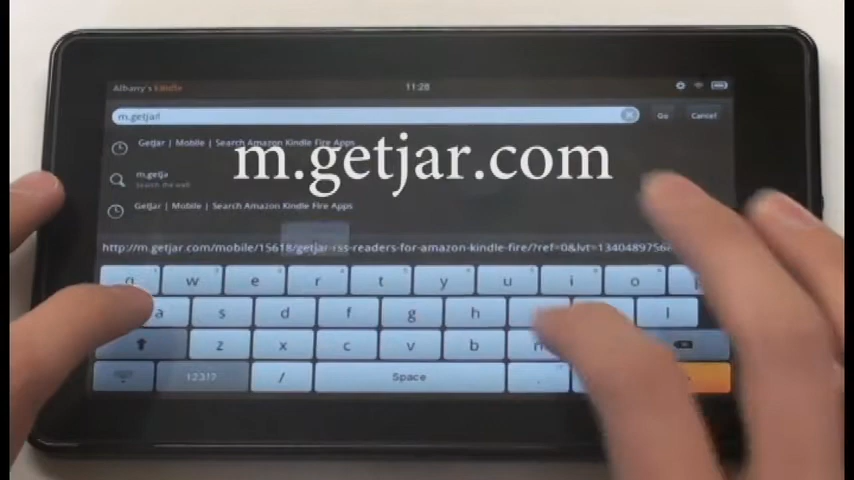 Albany's kindle 11:28
m.getjar Go Cancel
GetJar | Mobile | Search Amazon Kindle Fire Apps
m.getjar.com
m.getja
Search the web
GetJar | Mobile | Search Amazon Kindle Fire Apps
http://m.getjar.com/mobile/15618/getjar-rss-readers-for-amazon-kindle-fire/?ref=0&lvt=1340489756
q w e r t y u i o
a s d f g h l
z x c v b n
123!? / Space .